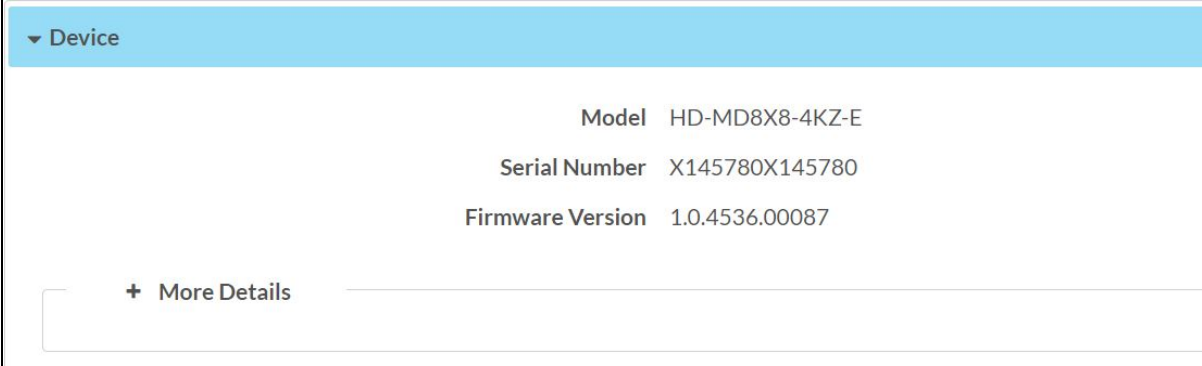 Device
Model HD-MD8X8-4KZ-E
Serial Number X145780X145780
Firmware Version 1.0.4536.00087
+ More Details